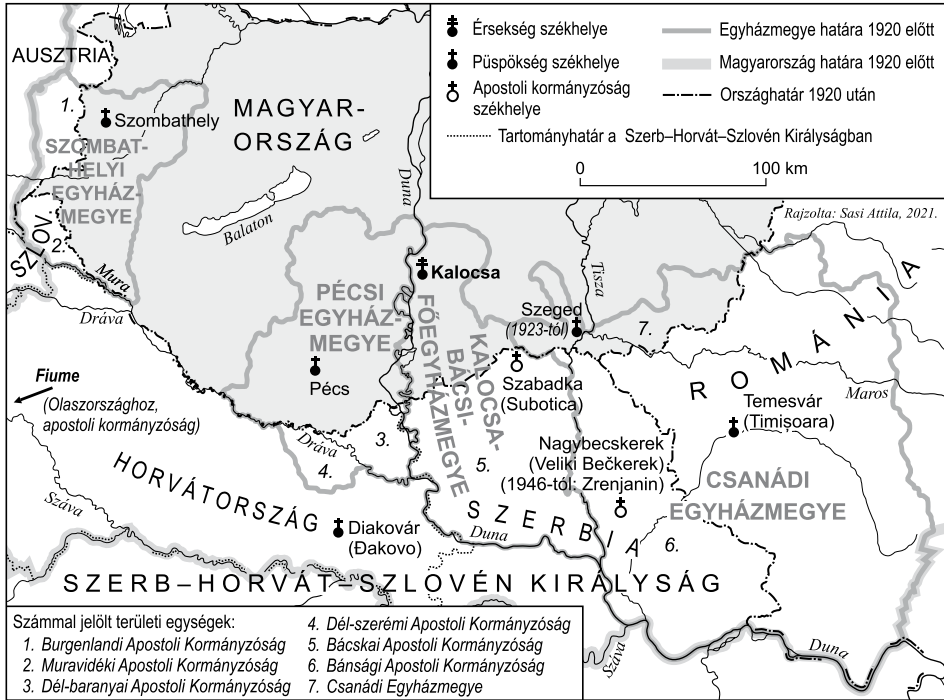 Érsekség székhelye
Püspökség székhelye
Apostoli kormányzóság
székhelye
Egyházmegye határa 1920 előtt
Magyarország határa 1920 előtt
Országhatár 1920 után
Tartományhatár a Szerb–Horvát–Szlovén Királyságban
0
100 km
Rajzolta: Sasi Attila, 2021.
AUSZTRIA
1.
Szombathely
SZOMBAT-
HELYI
EGYHÁZ-
MEGYE
MAGYAR-
ORSZÁG
Balaton
Duna
SZLOV.
2.
Mura
Dráva
Kalocsa
Tisza
PÉCSI
EGYHÁZ-
MEGYE
Pécs
KALOCSA-
BÁCSI-
FŐEGYHÁZMEGYE
Szeged
(1923-tól)
7.
ROMÁNIA
Maros
Szabadka
(Subotica)
Temesvár
(Timișoara)
Fiume
(Olaszországhoz,
apostoli kormányzóság)
Dráva
3.
4.
5.
Nagybecskerek
(Veliki Bečkerek)
(1946-tól: Zrenjanin)
CSANÁDI
EGYHÁZMEGYE
HORVÁTORSZÁG
Száva
Diakovár
(Đakovo)
Duna
SZERBIA
6.
SZERB–HORVÁT–SZLOVÉN KIRÁLYSÁG
Száva
Duna
Számmal jelölt területi egységek:
1. Burgenlandi Apostoli Kormányzóság
2. Muravidéki Apostoli Kormányzóság
3. Dél-baranyai Apostoli Kormányzóság
4. Dél-szerémi Apostoli Kormányzóság
5. Bácskai Apostoli Kormányzóság
6. Bánsági Apostoli Kormányzóság
7. Csanádi Egyházmegye